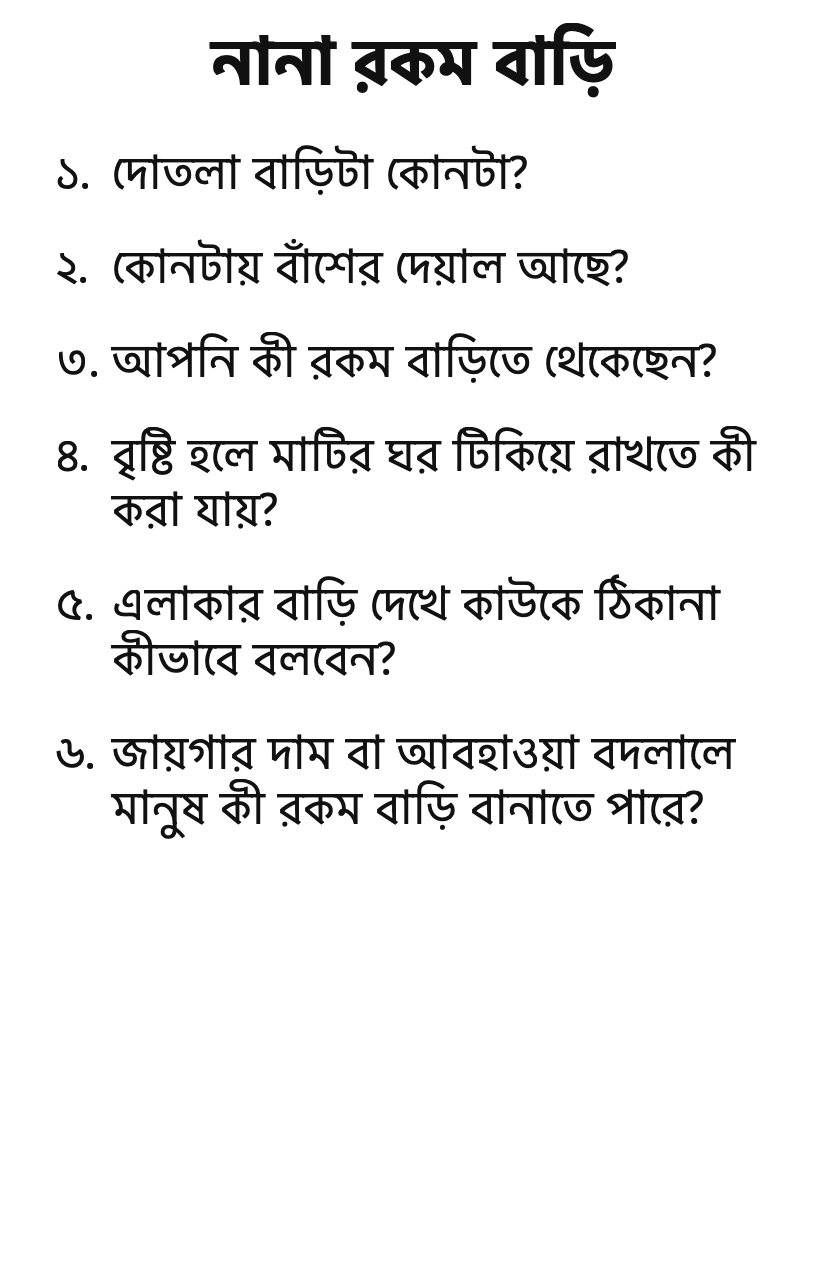 নানা রকম বাড়ি
১. দোতলা বাড়িটা কোনটা?
২. কোনটায় বাঁশের দেয়াল আছে?
৩. আপনি কী রকম বাড়িতে থেকেছেন?
৪. বৃষ্টি হলে মাটির ঘর টিকিয়ে রাখতে কী
করা যায়?
৫. এলাকার বাড়ি দেখে কাউকে ঠিকানা
কীভাবে বলবেন?
৬. জায়গার দাম বা আবহাওয়া বদলালে
মানুষ কী রকম বাড়ি বানাতে পারে?